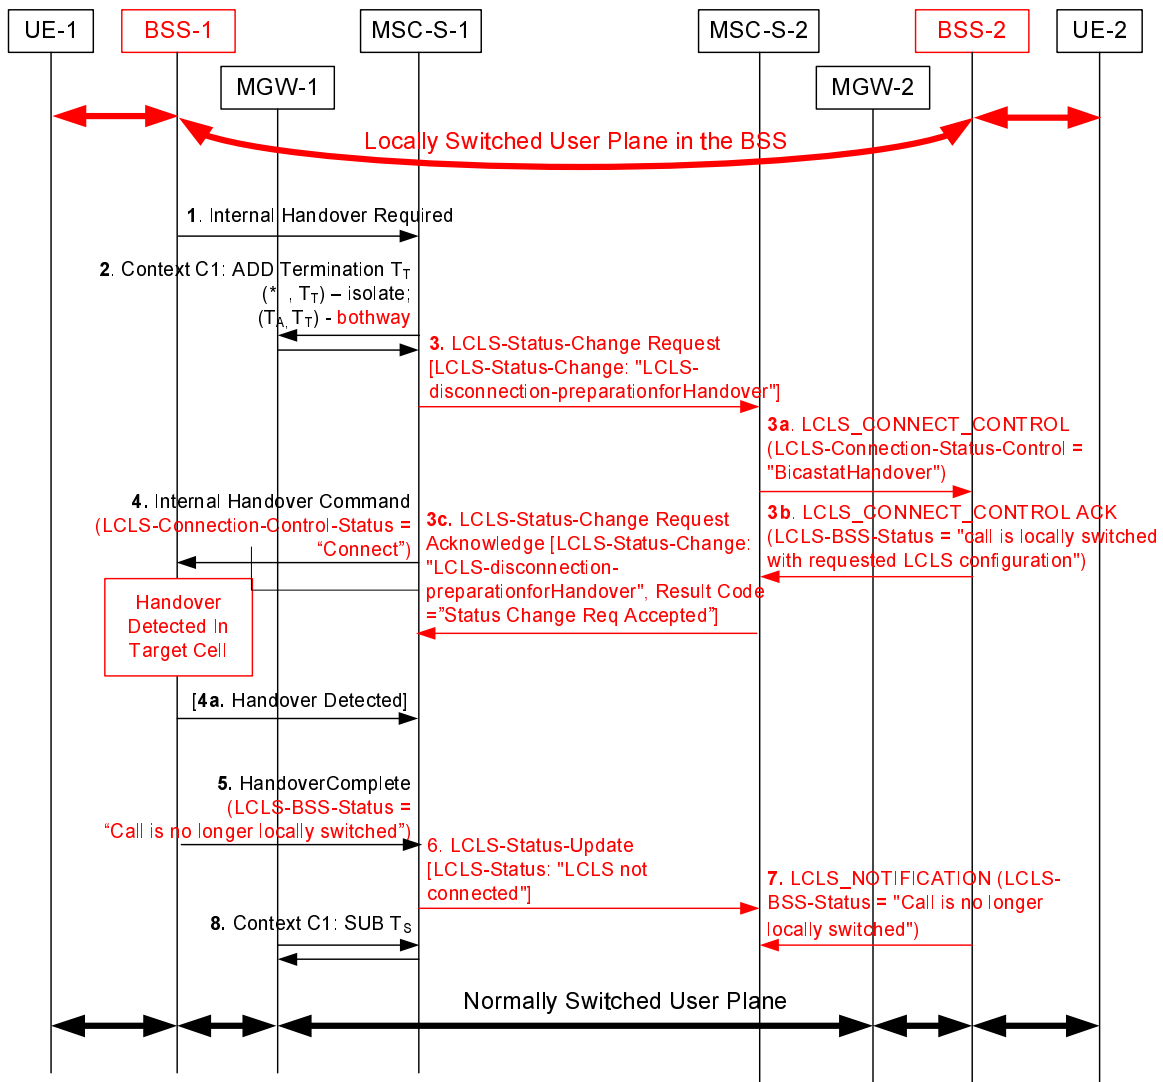 UE-1
BSS-1
MSC-S-1
MSC-S-2
BSS-2
UE-2
MGW-1
MGW-2
Locally Switched User Plane in the BSS
1. Internal Handover Required
2. Context C1: ADD Termination TT
(* , TT) – isolate;
(TA, TT) - bothway
3. LCLS-Status-Change Request
[LCLS-Status-Change: "LCLS-
disconnection-preparationforHandover"]
3a. LCLS_CONNECT_CONTROL
(LCLS-Connection-Status-Control =
"BicastatHandover")
4. Internal Handover Command
(LCLS-Connection-Control-Status =
“Connect”)
3c. LCLS-Status-Change Request
Acknowledge [LCLS-Status-Change:
"LCLS-disconnection-
preparationforHandover", Result Code
=”Status Change Req Accepted”]
3b. LCLS_CONNECT_CONTROL ACK
(LCLS-BSS-Status = "call is locally switched
with requested LCLS configuration")
Handover
Detected In
Target Cell
[4a. Handover Detected]
5. HandoverComplete
(LCLS-BSS-Status =
“Call is no longer locally switched”)
6. LCLS-Status-Update
[LCLS-Status: "LCLS not
connected"]
7. LCLS_NOTIFICATION (LCLS-
BSS-Status = "Call is no longer
locally switched")
8. Context C1: SUB TS
Normally Switched User Plane